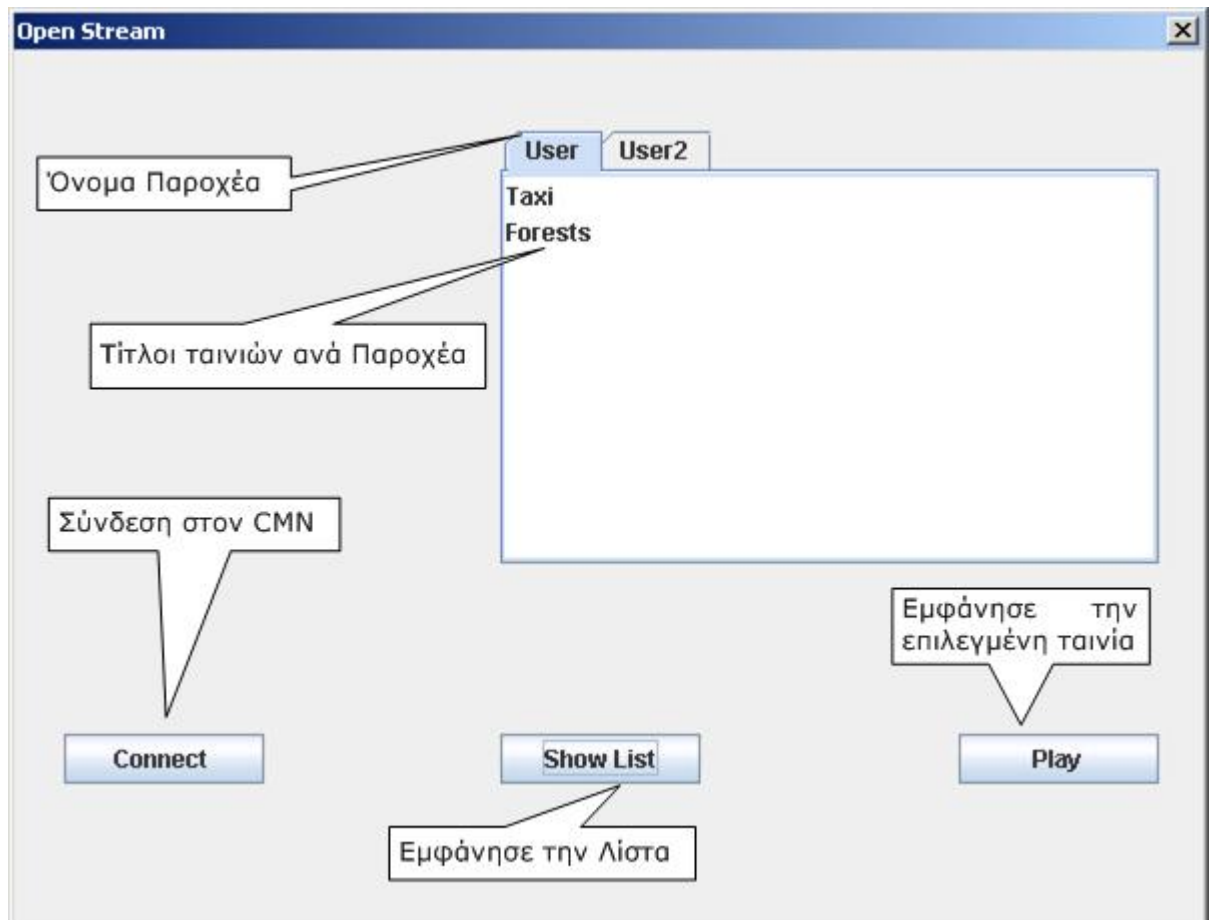 Open Stream
User User2
Όνομα Παροχέα
Taxi
Forests
Τίτλοι ταινιών ανά Παροχέα
Σύνδεση στον CMN
Εμφάνησε την
επιλεγμένη ταινία
Connect
Show List
Play
Εμφάνησε την Λίστα